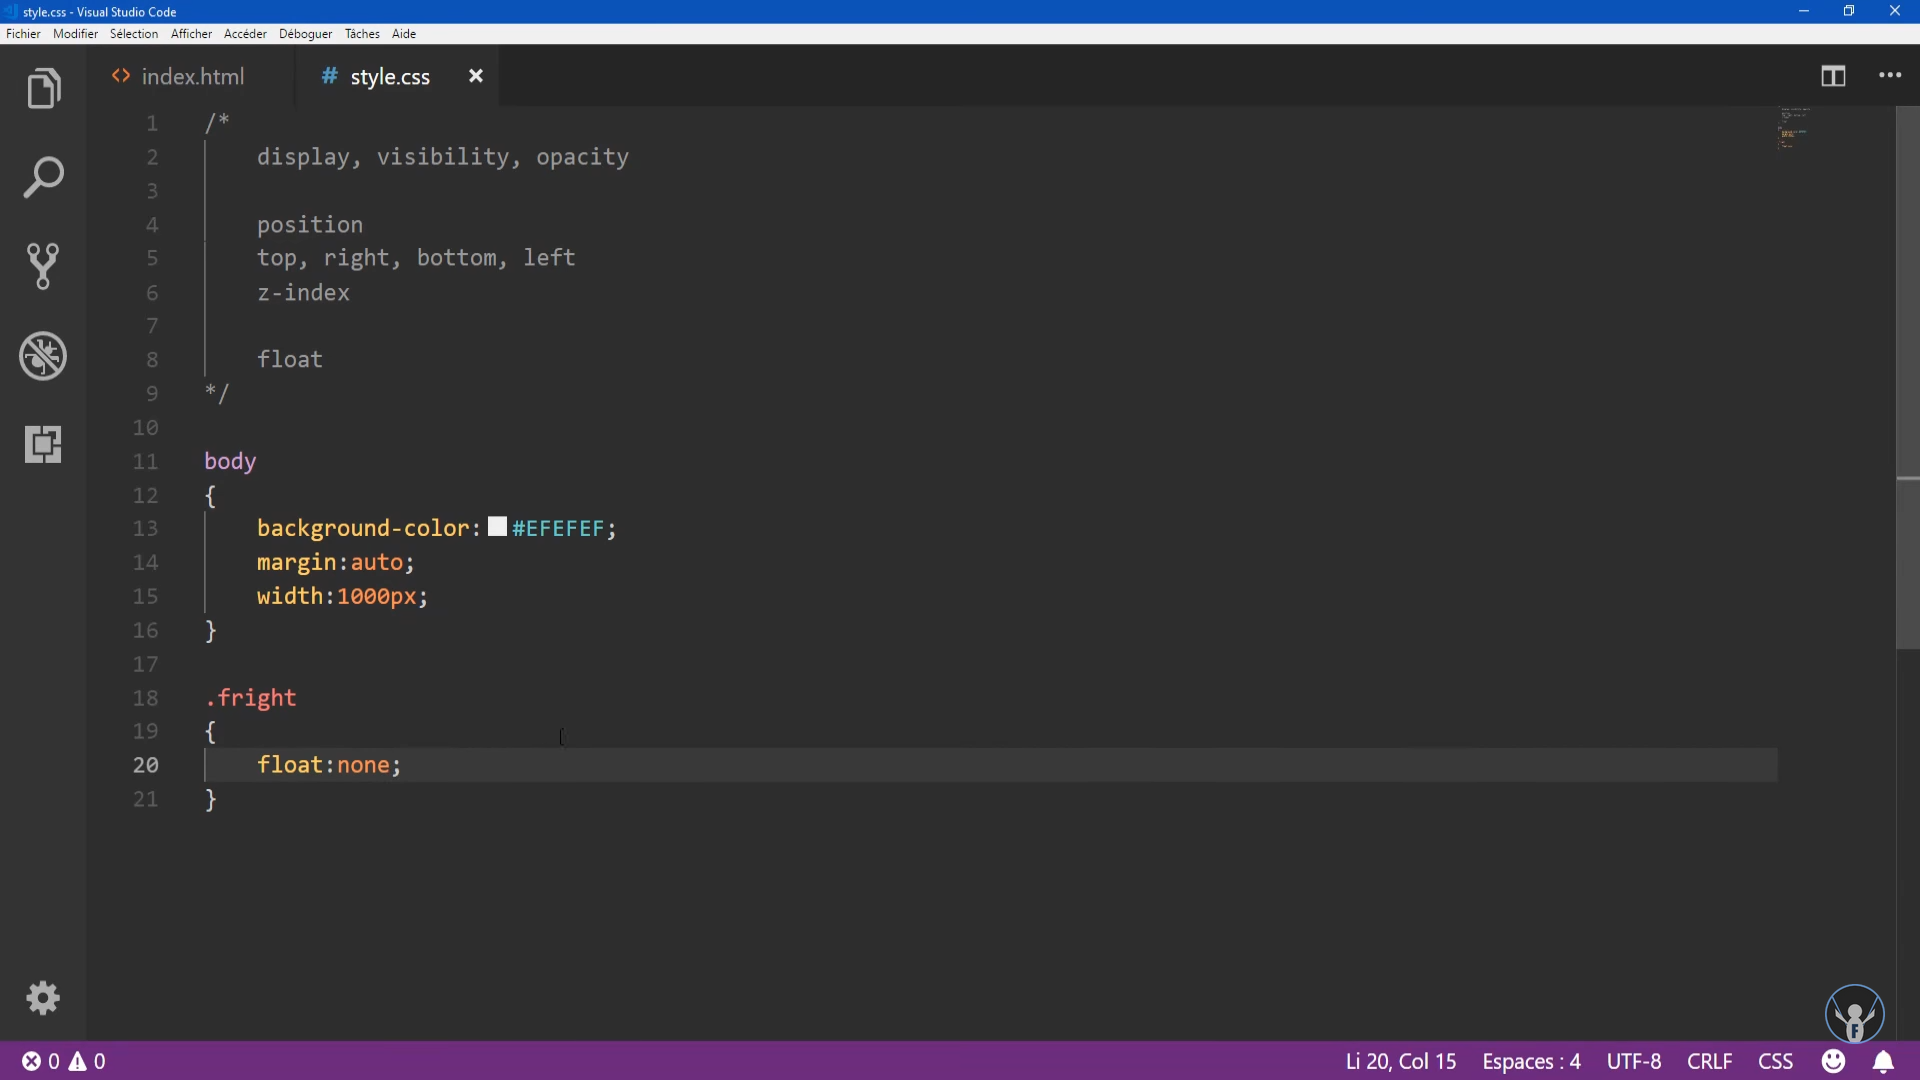 style.css - Visual Studio Code
Fichier Modifier Sélection Afficher Accéder Déboguer Tâches Aide
<> index.html # style.css
1 /*
2 display, visibility, opacity
3
4 position
5 top, right, bottom, left
6 z-index
7
8 float
9 */
10
11 body
12 {
13 background-color: #EFEFEF;
14 margin:auto;
15 width:1000px;
16 }
17
18 .fright
19 {
20 float:none;
21 }
F
0 0 Li 20, Col 15 Espaces : 4 UTF-8 CRLF CSS